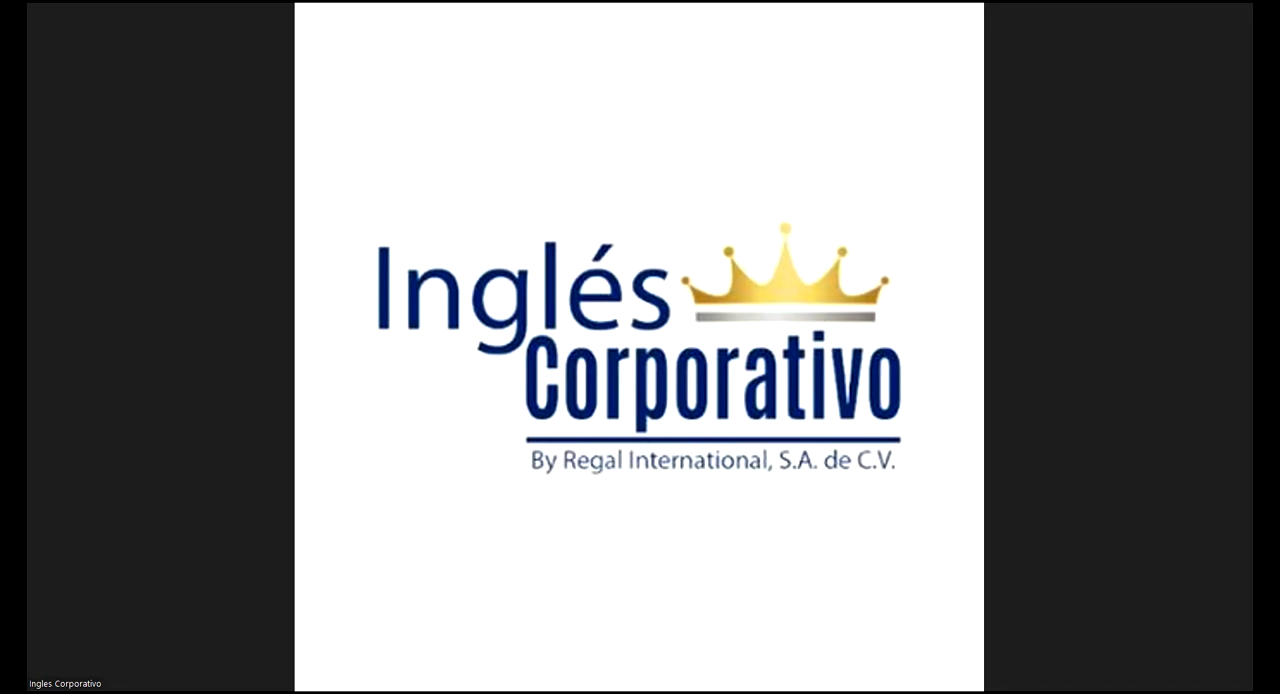 Inglés
Corporativo
By Regal International, S.A. de C.V.
Ingles Corporativo